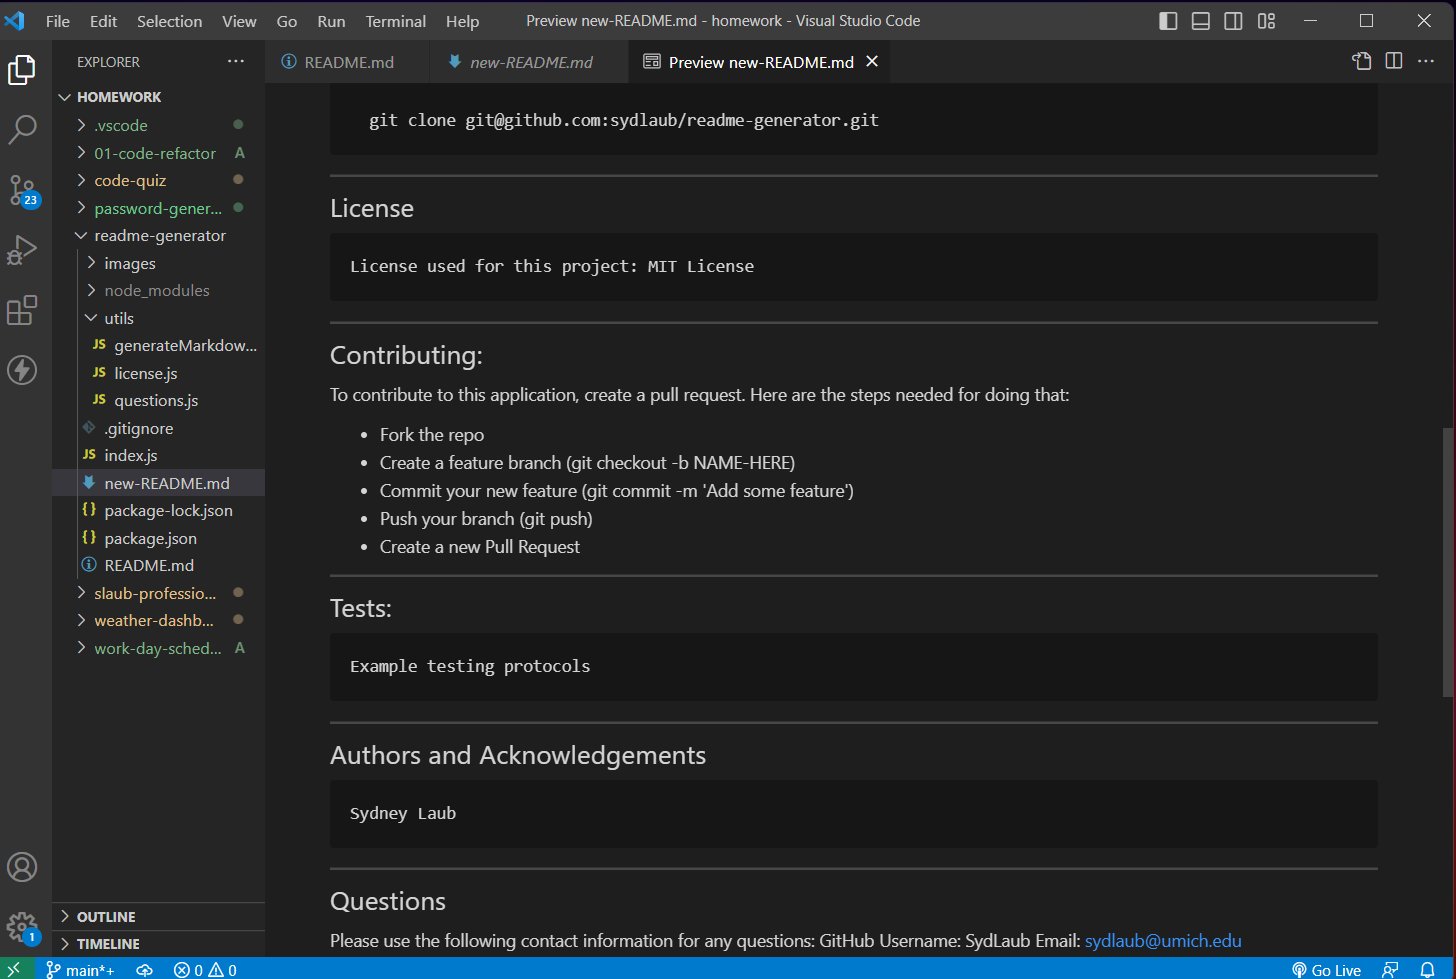 File Edit Selection View Go Run Terminal Help
Preview new-README.md - homework - Visual Studio Code
EXPLORER
HOMEWORK
.vscode
01-code-refactor A
code-quiz
password-gener...
readme-generator
images
node_modules
utils
JS generateMarkdow...
JS license.js
JS questions.js
.gitignore
JS index.js
new-README.md
{} package-lock.json
{} package.json
README.md
slaub-professio...
weather-dashb...
work-day-sched... A
OUTLINE
TIMELINE
23
1
README.md
new-README.md
Preview new-README.md
git clone git@github.com:sydlaub/readme-generator.git
License
License used for this project: MIT License
Contributing:
To contribute to this application, create a pull request. Here are the steps needed for doing that:
• Fork the repo
• Create a feature branch (git checkout -b NAME-HERE)
• Commit your new feature (git commit -m 'Add some feature')
• Push your branch (git push)
• Create a new Pull Request
Tests:
Example testing protocols
Authors and Acknowledgements
Sydney Laub
Questions
Please use the following contact information for any questions: GitHub Username: SydLaub Email: sydlaub@umich.edu
main*+ 0 0 Go Live